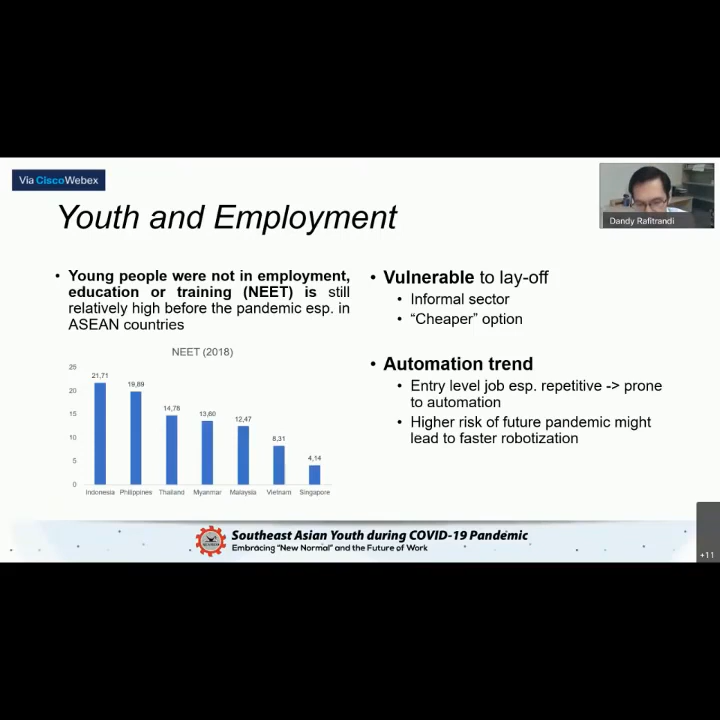 Via CiscoWebex
Dandy Rafitrandi
Youth and Employment
• Young people were not in employment,
education or training (NEET) is still
relatively high before the pandemic esp. in
ASEAN countries
NEET (2018)
25
20
15
10
5
0
21,71
19,89
14,78
13,60
12,47
8,31
4,14
Indonesia Philippines Thailand Myanmar Malaysia Vietnam Singapore
• Vulnerable to lay-off
• Informal sector
• “Cheaper” option
• Automation trend
• Entry level job esp. repetitive -> prone
to automation
• Higher risk of future pandemic might
lead to faster robotization
Southeast Asian Youth during COVID-19 Pandemic
Embracing "New Normal" and the Future of Work
+11